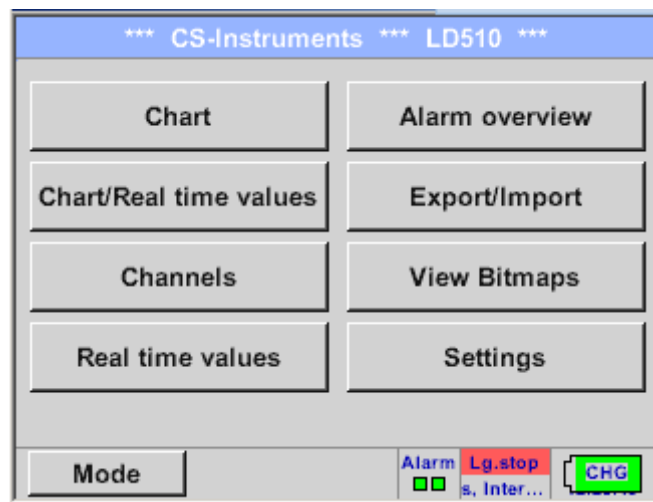 *** CS-Instruments *** LD510 ***
Chart
Alarm overview
Chart/Real time values
Export/Import
Channels
View Bitmaps
Real time values
Settings
Mode
Alarm
Lg.stop
s, Inter...
CHG